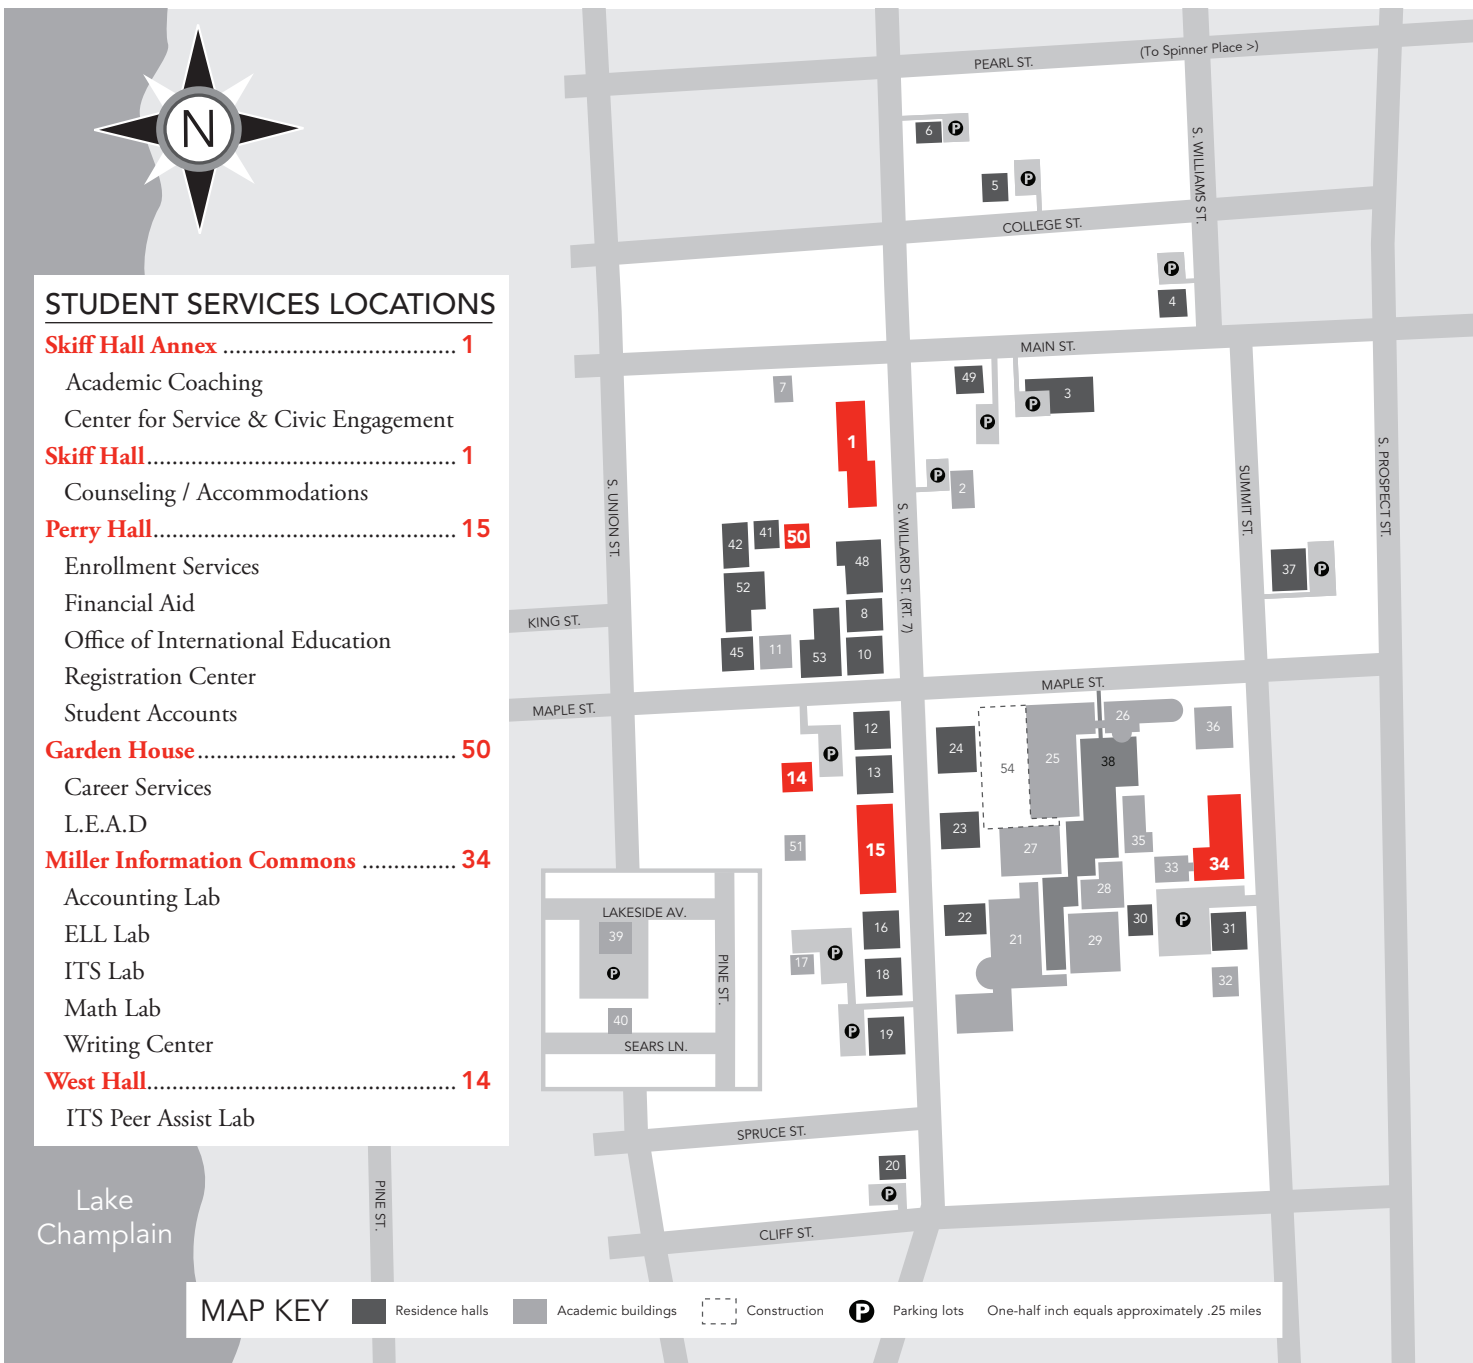 N
(To Spinner Place >)
PEARL ST.
S. WILLIAMS ST.
6
P
5
P
COLLEGE ST.
P
4
MAIN ST.
STUDENT SERVICES LOCATIONS
Skiff Hall Annex .................................... 1
Academic Coaching
Center for Service & Civic Engagement
Skiff Hall ................................................ 1
Counseling / Accommodations
Perry Hall ............................................... 15
Enrollment Services
Financial Aid
Office of International Education
Registration Center
Student Accounts
Garden House ........................................ 50
Career Services
L.E.A.D
Miller Information Commons .............. 34
Accounting Lab
ELL Lab
ITS Lab
Math Lab
Writing Center
West Hall ................................................ 14
ITS Peer Assist Lab
7
49
3
P
P
1
P
2
S. UNION ST.
S. WILLARD ST. (RT. 7)
SUMMIT ST.
S. PROSPECT ST.
42
41
50
48
52
8
37
P
KING ST.
45
11
53
10
MAPLE ST.
MAPLE ST.
12
P
14
13
24
54
25
26
38
36
51
15
23
27
35
33
34
28
LAKESIDE AV.
39
P
40
PINE ST.
SEARS LN.
16
P
17
18
P
19
22
21
29
30
P
31
32
SPRUCE ST.
20
P
CLIFF ST.
PINE ST.
Lake
Champlain
MAP KEY
Residence halls
Academic buildings
Construction
P
Parking lots
One-half inch equals approximately .25 miles